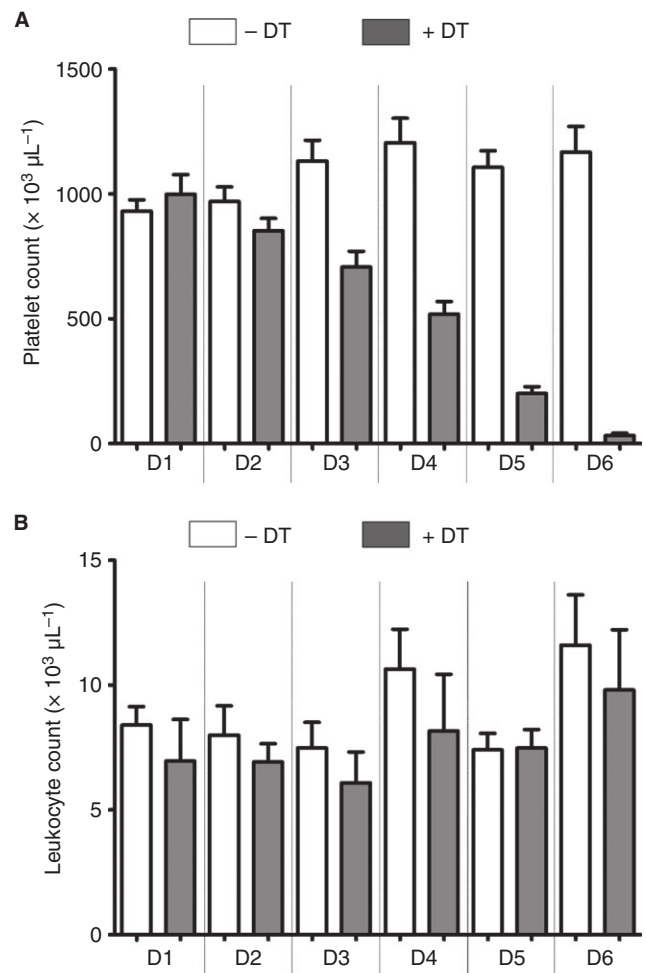 A
– DT
+ DT
Platelet count (× 10³ µL⁻¹)
1500
1000
500
0
D1 D2 D3 D4 D5 D6
B
– DT
+ DT
Leukocyte count (× 10³ µL⁻¹)
15
10
5
0
D1 D2 D3 D4 D5 D6